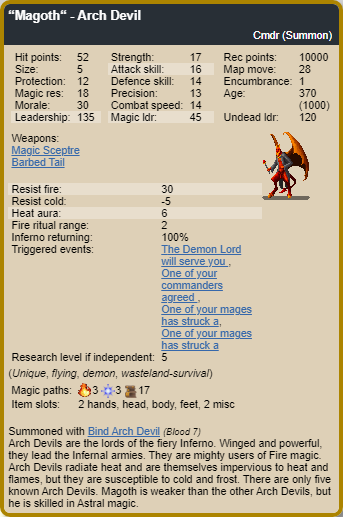 “Magoth“ - Arch Devil
Cmdr (Summon)
Hit points: 52 Strength: 17 Rec points: 10000
Size: 5 Attack skill: 16 Map move: 28
Protection: 12 Defence skill: 14 Encumbrance: 1
Magic res: 18 Precision: 13 Age: 370
Morale: 30 Combat speed: 14 (1000)
Leadership: 135 Magic ldr: 45 Undead ldr: 120
Weapons:
Magic Sceptre
Barbed Tail
Resist fire: 30
Resist cold: -5
Heat aura: 6
Fire ritual range: 2
Inferno returning: 100%
Triggered events: The Demon Lord
will serve you ,
One of your
commanders
agreed ,
One of your mages
has struck a,
One of your mages
has struck a
Research level if independent: 5
(Unique, flying, demon, wasteland-survival)
Magic paths: 3 3 17
Item slots: 2 hands, head, body, feet, 2 misc
Summoned with Bind Arch Devil (Blood 7)
Arch Devils are the lords of the fiery Inferno. Winged and powerful,
they lead the Infernal armies. They are mighty users of Fire magic.
Arch Devils radiate heat and are themselves impervious to heat and
flames, but they are susceptible to cold and frost. There are only five
known Arch Devils. Magoth is weaker than the other Arch Devils, but
he is skilled in Astral magic.